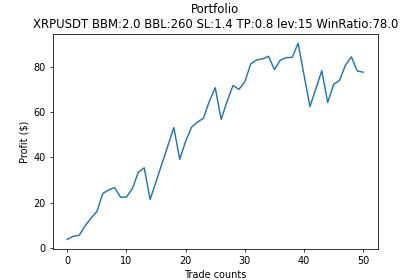 Portfolio
XRPUSDT BBM:2.0 BBL:260 SL:1.4 TP:0.8 lev:15 WinRatio:78.0
80
60
40
20
0
Profit ($)
0 10 20 30 40 50
Trade counts